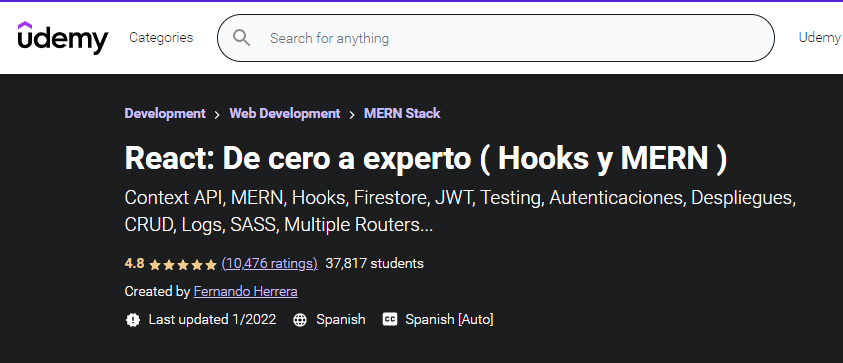 udemy Categories Search for anything Udemy
Development > Web Development > MERN Stack
React: De cero a experto ( Hooks y MERN )
Context API, MERN, Hooks, Firestore, JWT, Testing, Autenticaciones, Despliegues,
CRUD, Logs, SASS, Multiple Routers...
4.8 ★★★★★ (10,476 ratings) 37,817 students
Created by Fernando Herrera
Last updated 1/2022 Spanish CC Spanish [Auto]